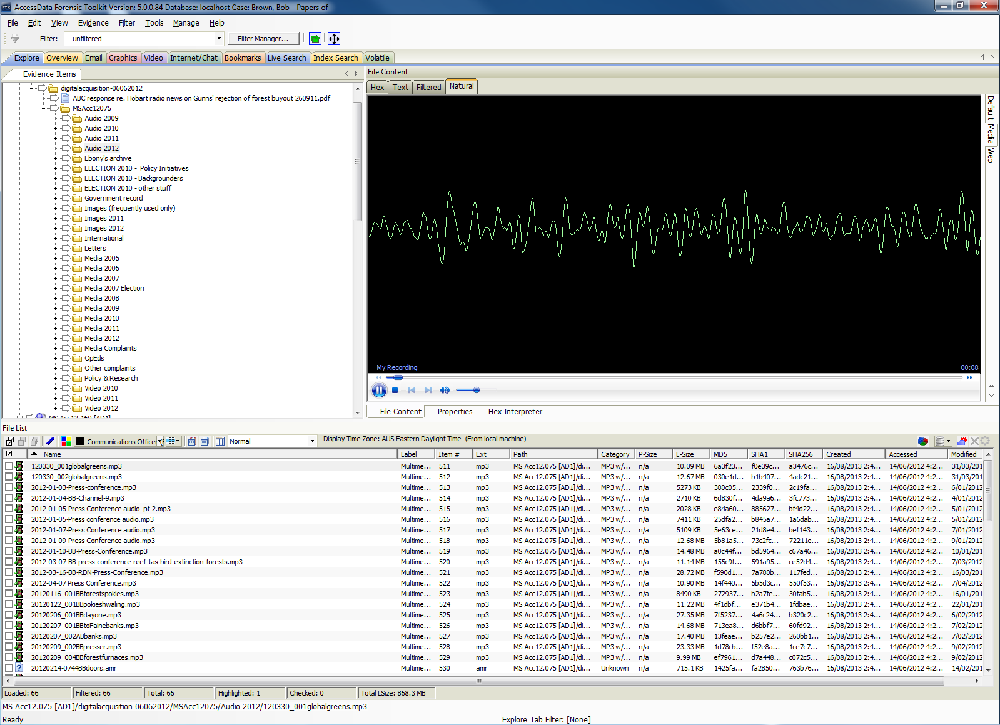 AccessData Forensic Toolkit Version: 5.0.0.84 Database: localhost Case: Brown, Bob - Papers of
File Edit View Evidence Filter Tools Manage Help
Filter: - unfiltered - Filter Manager...
Explore Overview Email Graphics Video Internet/Chat Bookmarks Live Search Index Search Volatile
Evidence Items
digitalacquisition-06062012
ABC response re. Hobart radio news on Gunns' rejection of forest buyout 260911.pdf
MSAcc12075
Audio 2009
Audio 2010
Audio 2011
Audio 2012
Ebony's archive
ELECTION 2010 - Policy Initiatives
ELECTION 2010 - Backgrounders
ELECTION 2010 - other stuff
Government record
Images (frequently used only)
Images 2011
Images 2012
International
Letters
Media 2005
Media 2006
Media 2007
Media 2007 Election
Media 2008
Media 2009
Media 2010
Media 2011
Media 2012
Media Complaints
OpEds
Other complaints
Policy & Research
Video 2010
Video 2011
Video 2012
MS Acc12.160 [AD1]
File Content
Hex Text Filtered Natural
My Recording 00:08
Default
Media
Web
File Content Properties Hex Interpreter
File List
Communications Officer Normal Display Time Zone: AUS Eastern Daylight Time (From local machine)
Name Label Item # Ext Path Category P-Size L-Size MD5 SHA1 SHA256 Created Accessed Modified
120330_001globalgreens.mp3 Multime... 511 mp3 MS Acc12.075 [AD1]/di... MP3 w/... n/a 10.09 MB 6a3f23... f0e39c... a3476c... 16/08/2013 2:4... 14/06/2012 4:2... 31/03/201
120330_002globalgreens.mp3 Multime... 512 mp3 MS Acc12.075 [AD1]/di... MP3 w/... n/a 12.67 MB 030e1d... b1b407... 4adc21... 16/08/2013 2:4... 14/06/2012 4:2... 31/03/201
2012-01-03-Press-conference.mp3 Multime... 513 mp3 MS Acc12.075 [AD1]/di... MP3 w/... n/a 5273 KB 380c05... 2339f0... 2c19fa... 16/08/2013 2:4... 14/06/2012 4:2... 6/01/2012
2012-01-04-BB-Channel-9.mp3 Multime... 514 mp3 MS Acc12.075 [AD1]/di... MP3 w/... n/a 2710 KB 6d830f... 4da9a6... 3fc773... 16/08/2013 2:4... 14/06/2012 4:2... 4/01/2012
2012-01-05-Press Conference audio pt 2.mp3 Multime... 515 mp3 MS Acc12.075 [AD1]/di... MP3 w/... n/a 2028 KB e84a60... 885627... bf4d22... 16/08/2013 2:4... 14/06/2012 4:2... 5/01/2012
2012-01-05-Press conference audio.mp3 Multime... 516 mp3 MS Acc12.075 [AD1]/di... MP3 w/... n/a 7411 KB 25dfa2... b845a7... 1a6dab... 16/08/2013 2:4... 14/06/2012 4:2... 5/01/2012
2012-01-07-Press Conference audio.mp3 Multime... 517 mp3 MS Acc12.075 [AD1]/di... MP3 w/... n/a 5109 KB 5e63ce... 21d8e4... bef143... 16/08/2013 2:4... 14/06/2012 4:2... 7/01/2012
2012-01-09-Press Conference audio.mp3 Multime... 518 mp3 MS Acc12.075 [AD1]/di... MP3 w/... n/a 12.68 MB 5b81a5... 73c2fc... 72211e... 16/08/2013 2:4... 14/06/2012 4:2... 9/01/2012
2012-01-10-BB-Press-Conference.mp3 Multime... 519 mp3 MS Acc12.075 [AD1]/di... MP3 w/... n/a 14.48 MB a0c44f... bd5964... c67a46... 16/08/2013 2:4... 14/06/2012 4:2... 10/01/201
2012-03-07-BB-press-conference-reef-tas-bird-extinction-forests.mp3 Multime... 520 mp3 MS Acc12.075 [AD1]/di... MP3 w/... n/a 11.14 MB 155c9f... 591a95... ce52d4... 16/08/2013 2:4... 14/06/2012 4:2... 7/03/2012
2012-03-16-BB-RDN-Press-Conference.mp3 Multime... 521 mp3 MS Acc12.075 [AD1]/di... MP3 w/... n/a 28.72 MB f590d1... 7a780b... 117fed... 16/08/2013 2:4... 14/06/2012 4:2... 16/03/201
2012-04-07 Press Conference.mp3 Multime... 522 mp3 MS Acc12.075 [AD1]/di... MP3 w/... n/a 10.90 MB 14f440... 5b5d3c... 550f53... 16/08/2013 2:4... 14/06/2012 4:2... 7/04/2012
20120116_001BBforestspokies.mp3 Multime... 523 mp3 MS Acc12.075 [AD1]/di... MP3 w/... n/a 8490 KB 272937... b2a7fe... 30fab5... 16/08/2013 2:4... 14/06/2012 4:2... 16/01/201
20120122_001BBpokieshwaling.mp3 Multime... 524 mp3 MS Acc12.075 [AD1]/di... MP3 w/... n/a 11.22 MB 4f1dbf... e371b4... 1fdbae... 16/08/2013 2:4... 14/06/2012 4:2... 22/01/201
20120206_001BBdayone.mp3 Multime... 525 mp3 MS Acc12.075 [AD1]/di... MP3 w/... n/a 27.35 MB 7f5237... 4a6c24... b320c2... 16/08/2013 2:4... 14/06/2012 4:2... 6/02/2012
20120207_001BBtoFainebanks.mp3 Multime... 526 mp3 MS Acc12.075 [AD1]/di... MP3 w/... n/a 14.68 MB 713ea8... d6bbf7... 60fd92... 16/08/2013 2:4... 14/06/2012 4:2... 7/02/2012
20120207_002ABbanks.mp3 Multime... 527 mp3 MS Acc12.075 [AD1]/di... MP3 w/... n/a 17.40 MB 13feae... b257e2... 260bb1... 16/08/2013 2:4... 14/06/2012 4:2... 7/02/2012
20120209_002BBpresser.mp3 Multime... 528 mp3 MS Acc12.075 [AD1]/di... MP3 w/... n/a 23.33 MB 1d78cb... f52e8a... 1ce7c7... 16/08/2013 2:4... 14/06/2012 4:2... 9/02/2012
20120209_004BBforestfurnaces.mp3 Multime... 529 mp3 MS Acc12.075 [AD1]/di... MP3 w/... n/a 9.99 MB ef7961... d7a448... c072c5... 16/08/2013 2:4... 14/06/2012 4:2... 9/02/2012
20120214-0744BBdoors.amr Multime... 530 amr MS Acc12.075 [AD1]/di... Unknown n/a 715.1 KB 1425fa... fa2850... 763b76... 16/08/2013 2:4... 14/06/2012 4:2... 14/02/201
Loaded: 66 Filtered: 66 Total: 66 Highlighted: 1 Checked: 0 Total LSize: 868.3 MB
MS Acc12.075 [AD1]/digitalacquisition-06062012/MSAcc12075/Audio 2012/120330_001globalgreens.mp3
Ready Explore Tab Filter: [None]